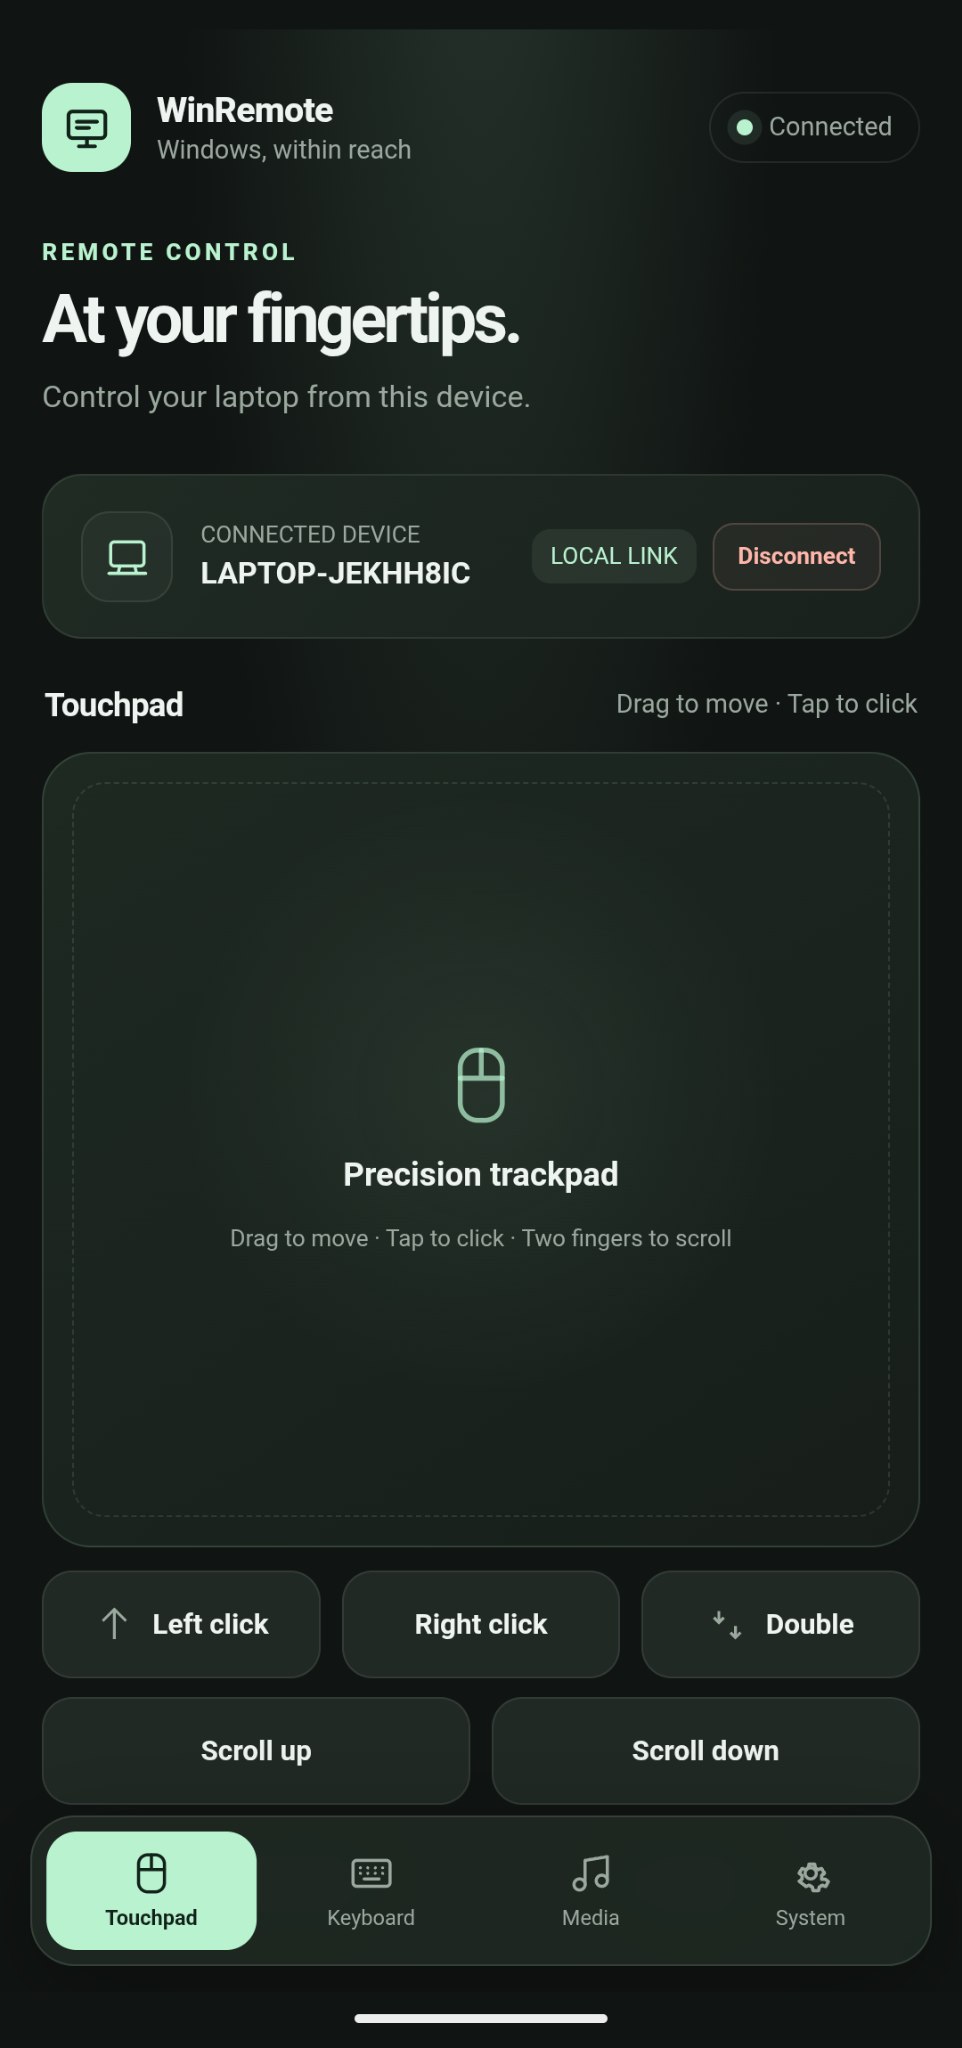 WinRemote
Windows, within reach
Connected
REMOTE CONTROL
At your fingertips.
Control your laptop from this device.
CONNECTED DEVICE
LAPTOP-JEKHH8IC
LOCAL LINK
Disconnect
Touchpad
Drag to move · Tap to click
Precision trackpad
Drag to move · Tap to click · Two fingers to scroll
Left click
Right click
Double
Scroll up
Scroll down
Touchpad
Keyboard
Media
System